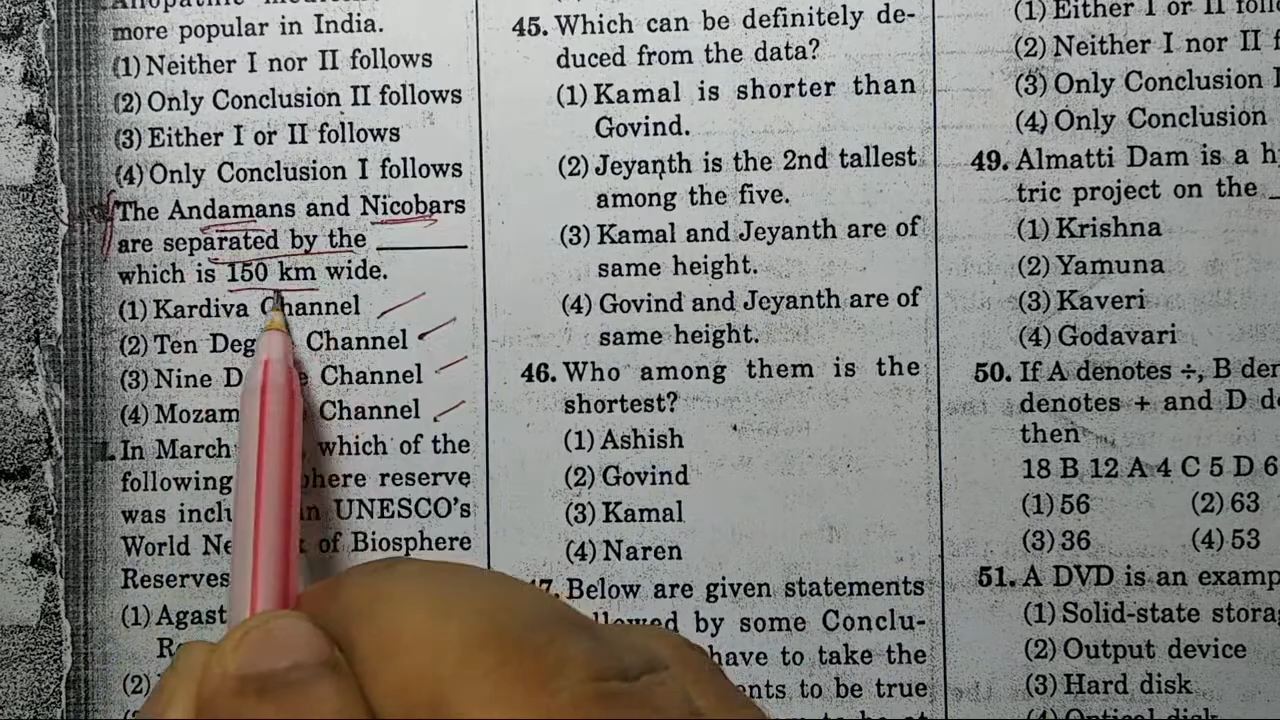 more popular in India.
(1) Neither I nor II follows
(2) Only Conclusion II follows
(3) Either I or II follows
(4) Only Conclusion I follows
The Andamans and Nicobars
are separated by the ______
which is 150 km wide.
(1) Kardiva Channel
(2) Ten Channel
(3) Nine Channel
(4) Channel
In March which of the
following reserve
was UNESCO's
World of Biosphere
Reserves
(1)
(2)
45. Which can be definitely de-
duced from the data?
(1) Kamal is shorter than
Govind.
(2) Jeyanth is the 2nd tallest
among the five.
(3) Kamal and Jeyanth are of
same height.
(4) Govind and Jeyanth are of
same height.
46. Who among them is the
shortest?
(1) Ashish
(2) Govind
(3) Kamal
(4) Naren
Below are given statements
by some Conclu-
have to take the
to be true
(1) Either I or II
(2) Neither I nor II
(3) Only Conclusion
(4) Only Conclusion
49. Almatti Dam is a
tric project on the
(1) Krishna
(2) Yamuna
(3) Kaveri
(4) Godavari
50. If A denotes ÷, B
denotes + and D
then
18 B 12 A 4 C 5 D 6
(1) 56 (2) 63
(3) 36 (4) 53
51. A DVD is an
(1) Solid-state
(2) Output device
(3) Hard disk